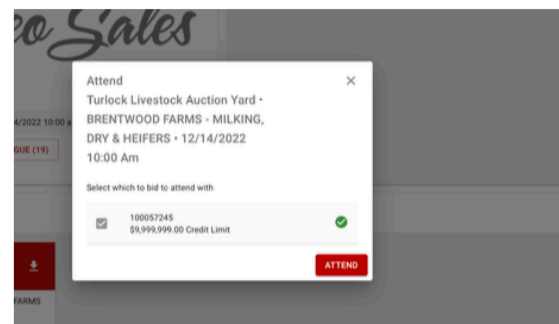 eo Sales
4/2022 10:00 a
GUE (19)
FARMS
Attend
Turlock Livestock Auction Yard •
BRENTWOOD FARMS - MILKING,
DRY & HEIFERS • 12/14/2022
10:00 Am
Select which to bid to attend with
100057245
$9,999,999.00 Credit Limit
ATTEND